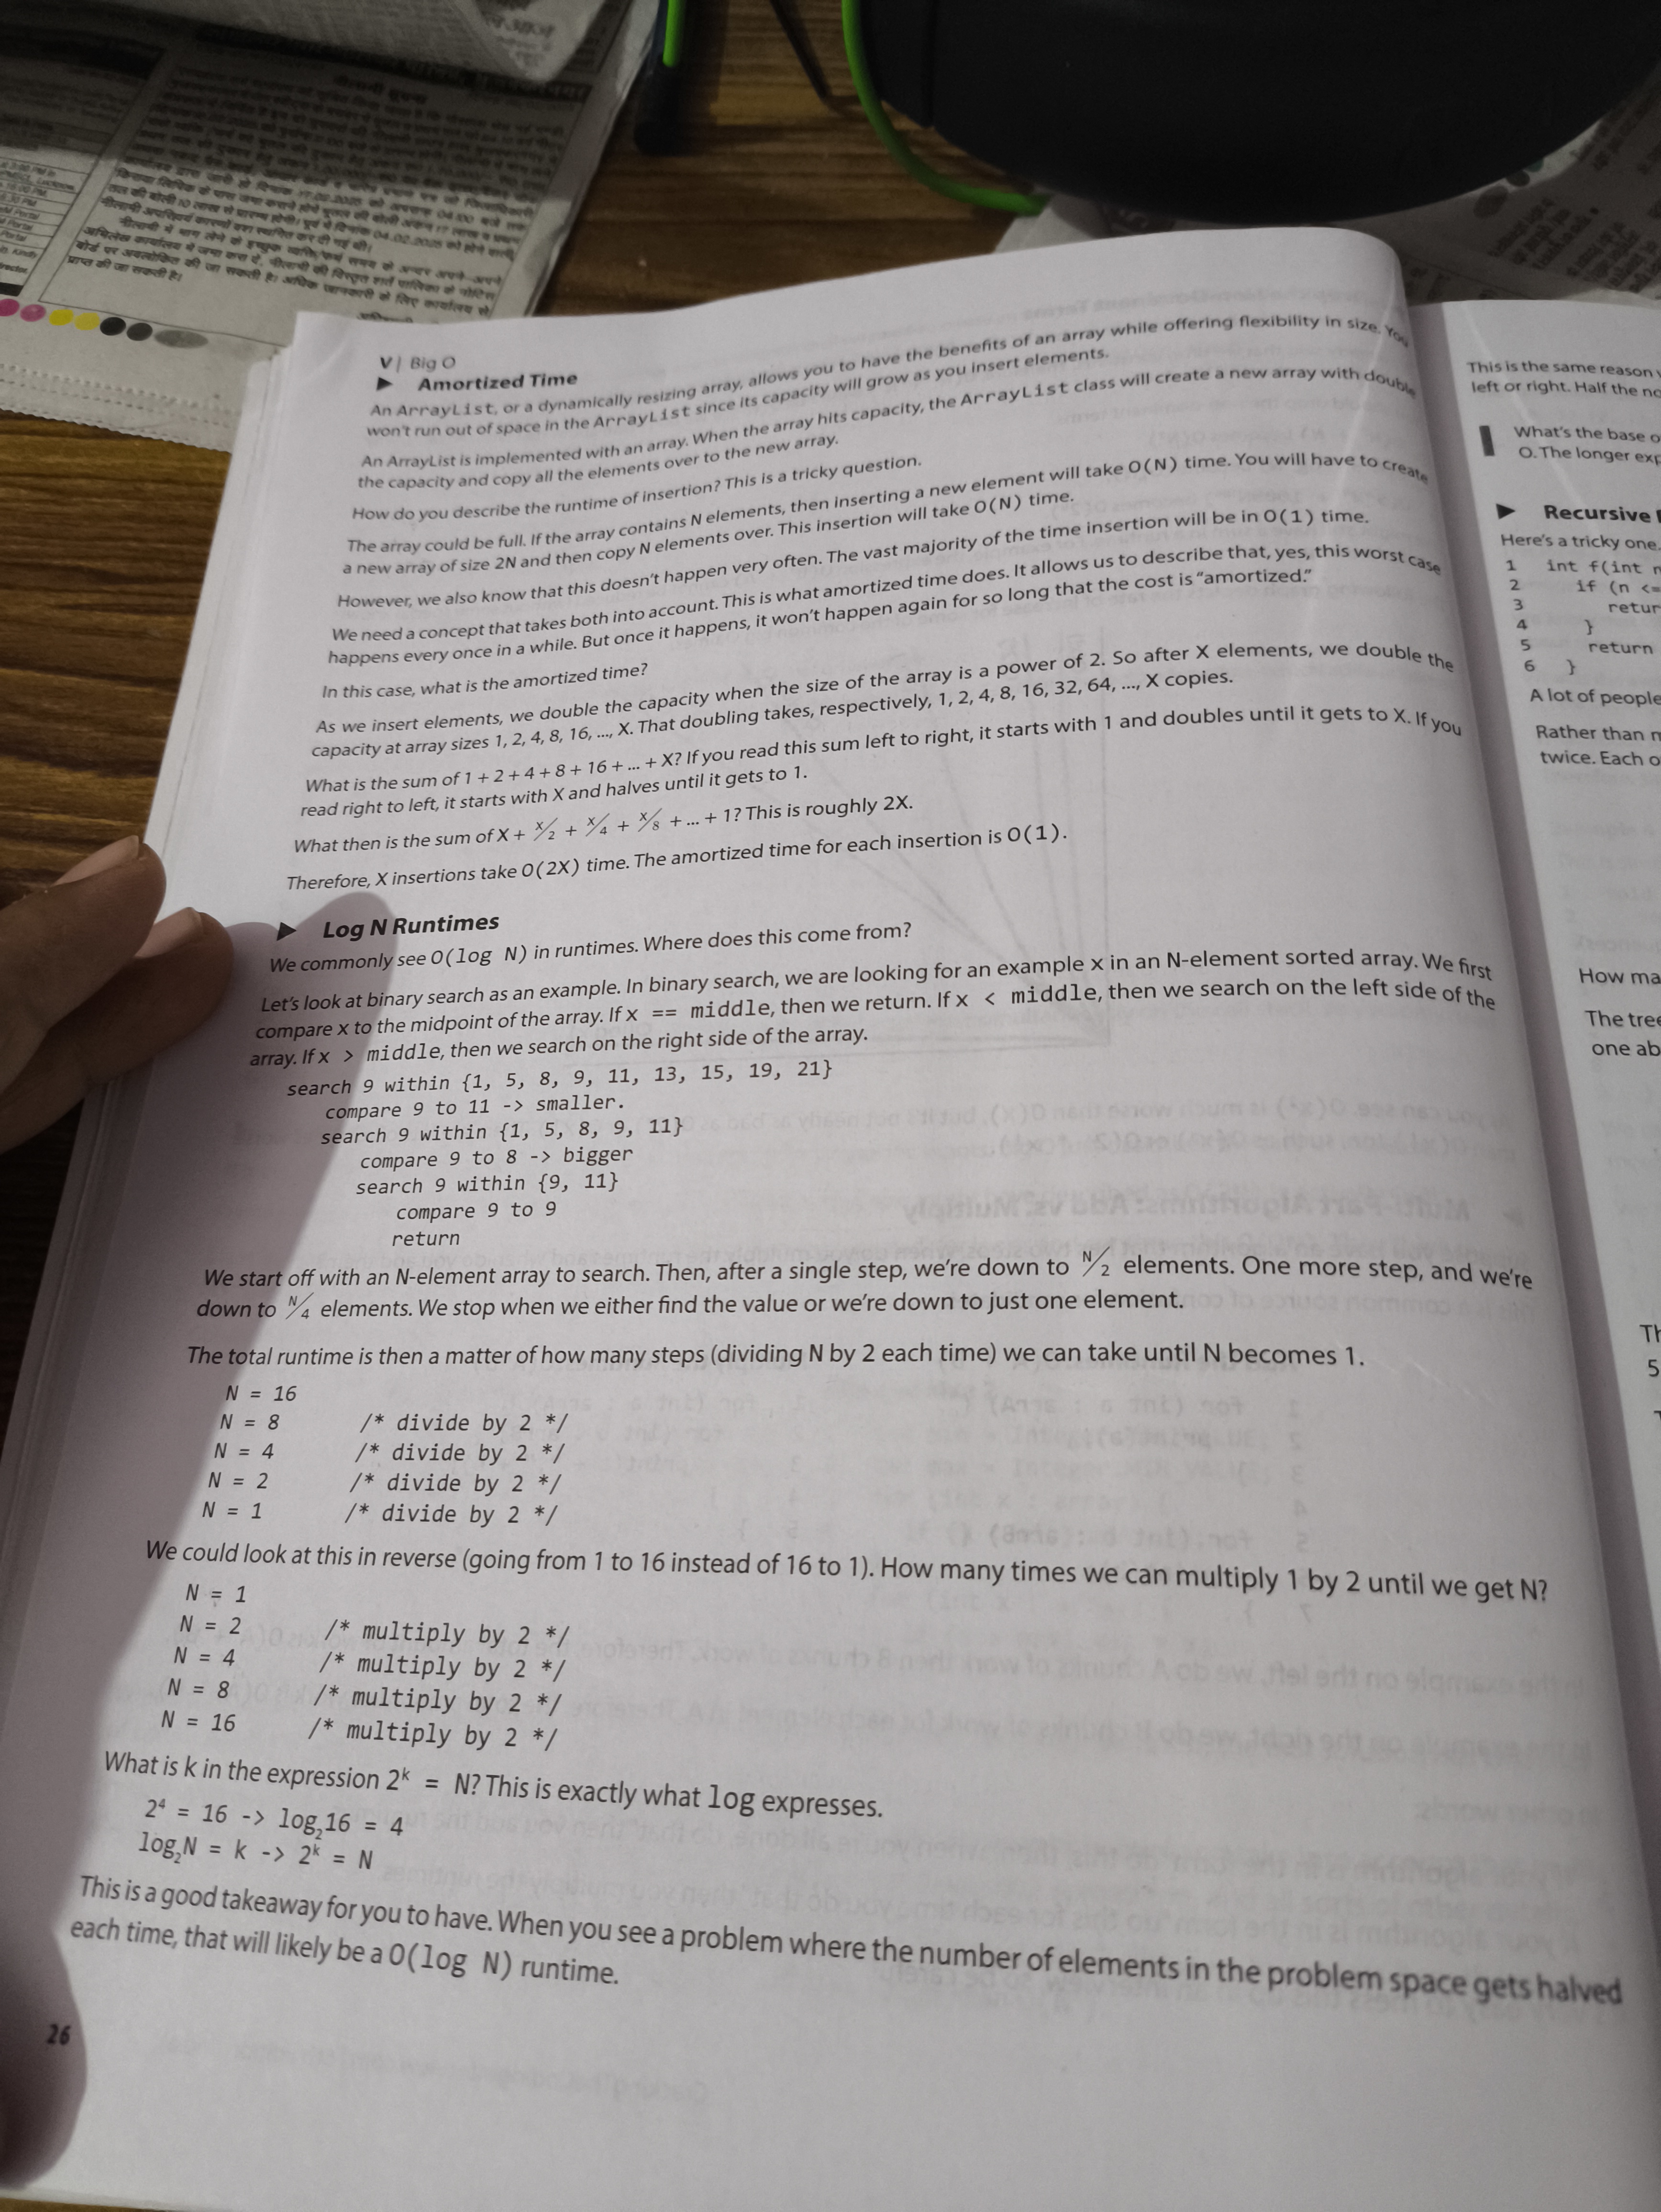 नीलामी में भाग लेने के इच्छुक व्यक्ति/फर्म समय के अन्दर अपने-अपने
प्राप्त की जा सकती है।
V | Big O
▶ Amortized Time
An ArrayList, or a dynamically resizing array, allows you to have the benefits of an array while offering flexibility in size. You
won't run out of space in the ArrayList since its capacity will grow as you insert elements.
An ArrayList is implemented with an array. When the array hits capacity, the ArrayList class will create a new array with double
the capacity and copy all the elements over to the new array.
How do you describe the runtime of insertion? This is a tricky question.
The array could be full. If the array contains N elements, then inserting a new element will take O(N) time. You will have to create
a new array of size 2N and then copy N elements over. This insertion will take O(N) time.
However, we also know that this doesn't happen very often. The vast majority of the time insertion will be in O(1) time.
We need a concept that takes both into account. This is what amortized time does. It allows us to describe that, yes, this worst case
happens every once in a while. But once it happens, it won't happen again for so long that the cost is "amortized."
In this case, what is the amortized time?
As we insert elements, we double the capacity when the size of the array is a power of 2. So after X elements, we double the
capacity at array sizes 1, 2, 4, 8, 16, ..., X. That doubling takes, respectively, 1, 2, 4, 8, 16, 32, 64, ..., X copies.
What is the sum of 1 + 2 + 4 + 8 + 16 + ... + X? If you read this sum left to right, it starts with 1 and doubles until it gets to X. If you
read right to left, it starts with X and halves until it gets to 1.
What then is the sum of X + X/2 + X/4 + X/8 + ... + 1? This is roughly 2X.
Therefore, X insertions take O(2X) time. The amortized time for each insertion is O(1).
▶ Log N Runtimes
We commonly see O(log N) in runtimes. Where does this come from?
Let's look at binary search as an example. In binary search, we are looking for an example x in an N-element sorted array. We first
compare x to the midpoint of the array. If x == middle, then we return. If x < middle, then we search on the left side of the
array. If x > middle, then we search on the right side of the array.
search 9 within {1, 5, 8, 9, 11, 13, 15, 19, 21}
compare 9 to 11 -> smaller.
search 9 within {1, 5, 8, 9, 11}
compare 9 to 8 -> bigger
search 9 within {9, 11}
compare 9 to 9
return
We start off with an N-element array to search. Then, after a single step, we're down to N/2 elements. One more step, and we're
down to N/4 elements. We stop when we either find the value or we're down to just one element.
The total runtime is then a matter of how many steps (dividing N by 2 each time) we can take until N becomes 1.
N = 16
N = 8 /* divide by 2 */
N = 4 /* divide by 2 */
N = 2 /* divide by 2 */
N = 1 /* divide by 2 */
We could look at this in reverse (going from 1 to 16 instead of 16 to 1). How many times we can multiply 1 by 2 until we get N?
N = 1
N = 2 /* multiply by 2 */
N = 4 /* multiply by 2 */
N = 8 /* multiply by 2 */
N = 16 /* multiply by 2 */
What is k in the expression 2ᵏ = N? This is exactly what log expresses.
2⁴ = 16 -> log₂16 = 4
log₂N = k -> 2ᵏ = N
This is a good takeaway for you to have. When you see a problem where the number of elements in the problem space gets halved
each time, that will likely be a O(log N) runtime.
26
This is the same reason
left or right. Half the
What's the base
O. The longer
▶ Recursive
Here's a tricky one.
1 int f(int
2 if (n <=
3 retur
4 }
5 return
6 }
A lot of people
Rather than
twice. Each
How ma
The tree
one ab
Th
5